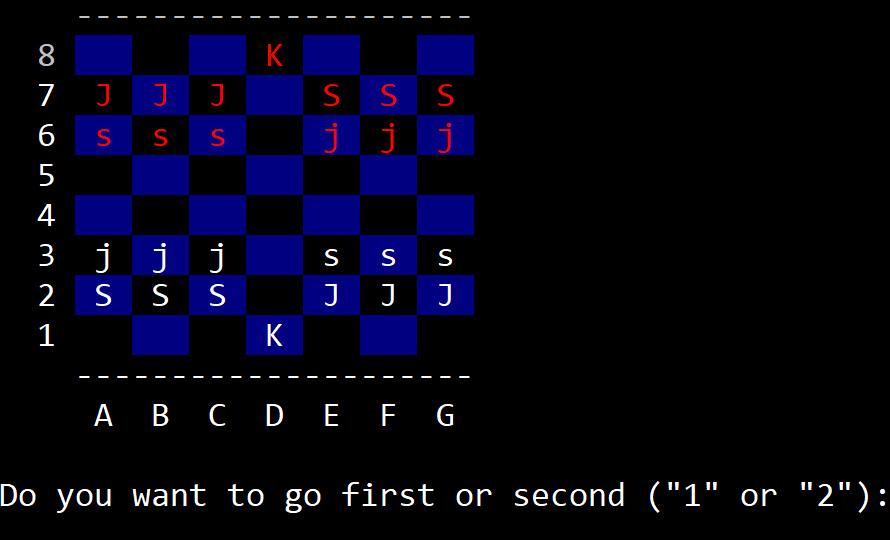 ---------------------
8 K
7 J J J S S S
6 s s s j j j
5
4
3 j j j s s s
2 S S S J J J
1 K
---------------------
A B C D E F G
Do you want to go first or second ("1" or "2"):